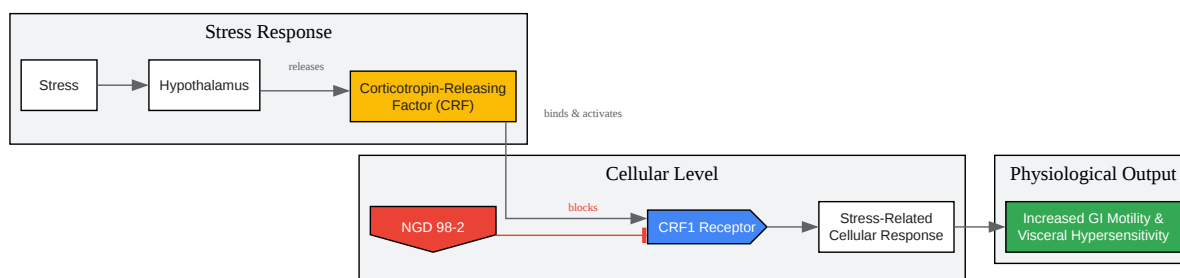 Stress Response
Stress
Hypothalamus
releases
Corticotropin-Releasing
Factor (CRF)
binds & activates
Cellular Level
NGD 98-2
blocks
CRF1 Receptor
Stress-Related
Cellular Response
Physiological Output
Increased GI Motility &
Visceral Hypersensitivity